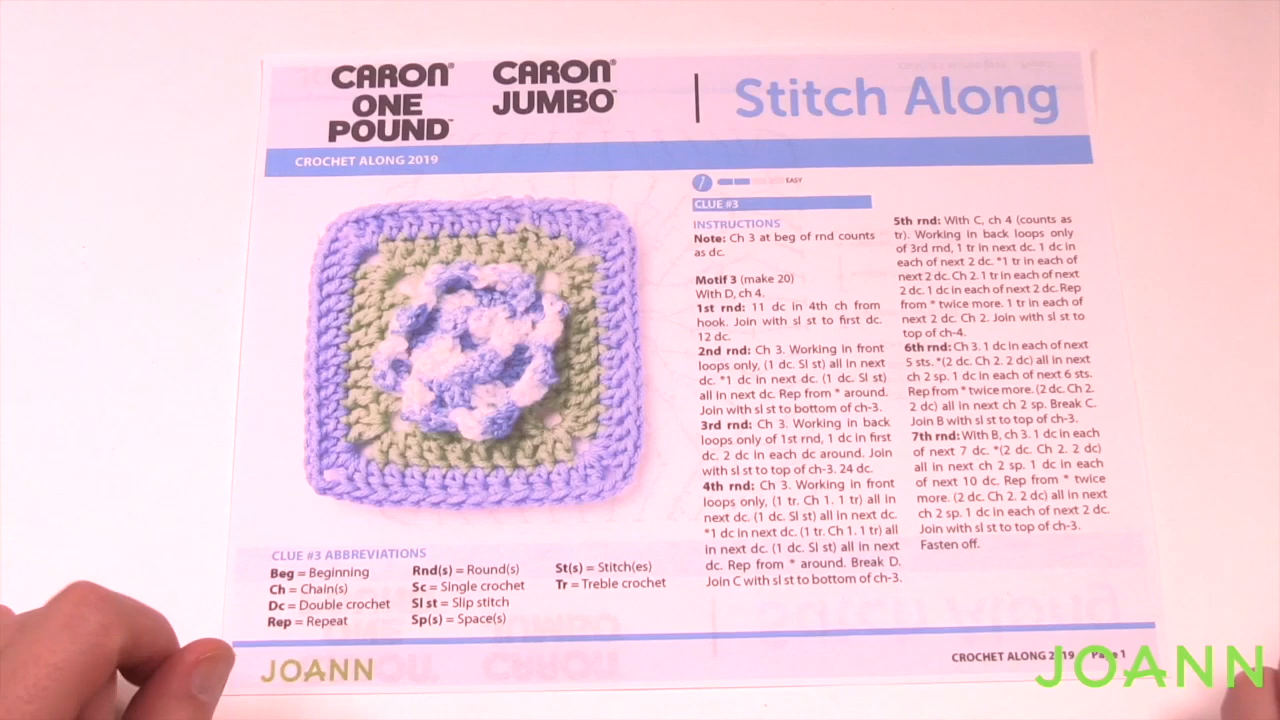 CARON® ONE POUND™
CARON® JUMBO™
Stitch Along
CROCHET ALONG 2019
EASY
CLUE #3
INSTRUCTIONS
Note: Ch 3 at beg of rnd counts
as dc.
Motif 3 (make 20)
With D, ch 4.
1st rnd: 11 dc in 4th ch from
hook. Join with sl st to first dc.
12 dc.
2nd rnd: Ch 3. Working in front
loops only, (1 dc. Sl st) all in next
dc. *1 dc in next dc. (1 dc. Sl st)
all in next dc. Rep from * around.
Join with sl st to bottom of ch-3.
3rd rnd: Ch 3. Working in back
loops only of 1st rnd, 1 dc in first
dc. 2 dc in each dc around. Join
with sl st to top of ch-3. 24 dc.
4th rnd: Ch 3. Working in front
loops only, (1 tr. Ch 1. 1 tr) all in
next dc. (1 dc. Sl st) all in next dc.
*1 dc in next dc. (1 tr. Ch 1. 1 tr) all
in next dc. (1 dc. Sl st) all in next
dc. Rep from * around. Break D.
Join C with sl st to bottom of ch-3.
5th rnd: With C, ch 4 (counts as
tr). Working in back loops only
of 3rd rnd, 1 tr in next dc. 1 dc in
each of next 2 dc. *1 tr in each of
next 2 dc. Ch 2. 1 tr in each of next
2 dc. 1 dc in each of next 2 dc. Rep
from * twice more. 1 tr in each of
next 2 dc. Ch 2. Join with sl st to
top of ch-4.
6th rnd: Ch 3. 1 dc in each of next
5 sts. *(2 dc. Ch 2. 2 dc) all in next
ch 2 sp. 1 dc in each of next 6 sts.
Rep from * twice more. (2 dc. Ch 2.
2 dc) all in next ch 2 sp. Break C.
Join B with sl st to top of ch-3.
7th rnd: With B, ch 3. 1 dc in each
of next 7 dc. *(2 dc. Ch 2. 2 dc)
all in next ch 2 sp. 1 dc in each
of next 10 dc. Rep from * twice
more. (2 dc. Ch 2. 2 dc) all in next
ch 2 sp. 1 dc in each of next 2 dc.
Join with sl st to top of ch-3.
Fasten off.
CLUE #3 ABBREVIATIONS
Beg = Beginning
Ch = Chain(s)
Dc = Double crochet
Rep = Repeat
Rnd(s) = Round(s)
Sc = Single crochet
Sl st = Slip stitch
Sp(s) = Space(s)
St(s) = Stitch(es)
Tr = Treble crochet
JOANN
CROCHET ALONG 2019 Page 1
JOANN